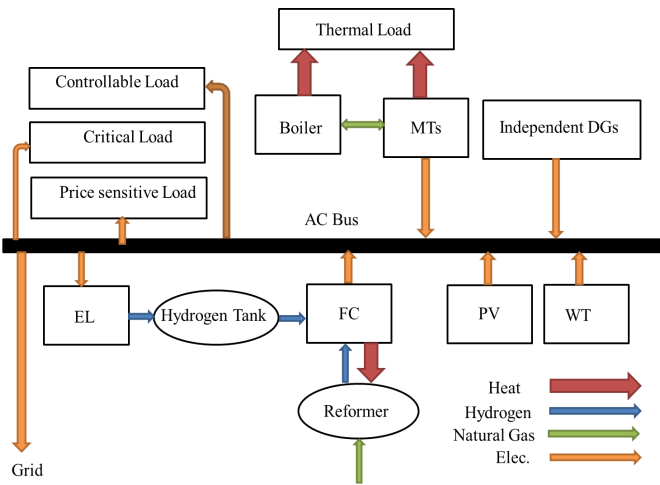 Thermal Load
Controllable Load
Boiler
MTs
Independent DGs
Critical Load
Price sensitive Load
AC Bus
EL
Hydrogen Tank
FC
PV
WT
Heat
Reformer
Hydrogen
Natural Gas
Elec.
Grid